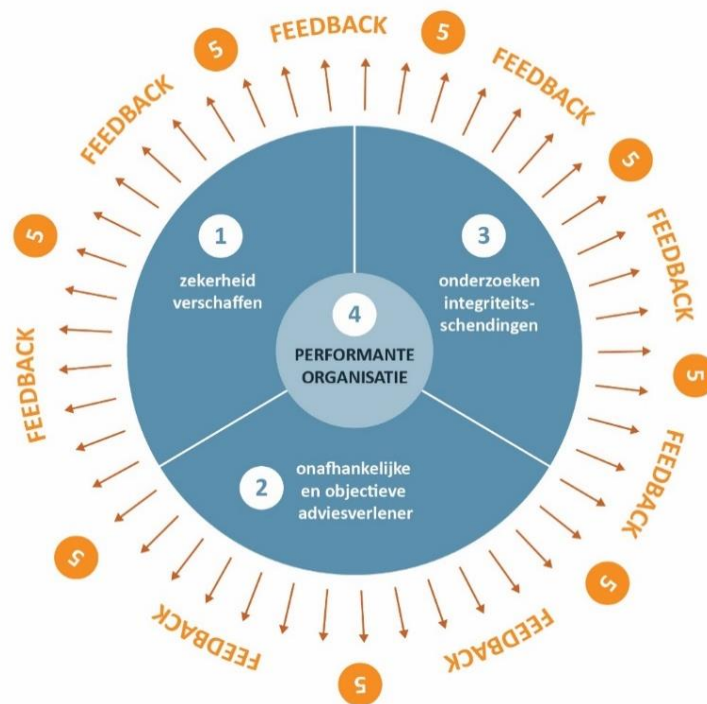 FEEDBACK
5
FEEDBACK
5
FEEDBACK
5
FEEDBACK
5
FEEDBACK
5
FEEDBACK
5
FEEDBACK
5
FEEDBACK
5
1
zekerheid
verschaffen
2
onafhankelijke
en objectieve
adviesverlener
3
onderzoeken
integriteits-
schendingen
4
PERFORMANTE
ORGANISATIE